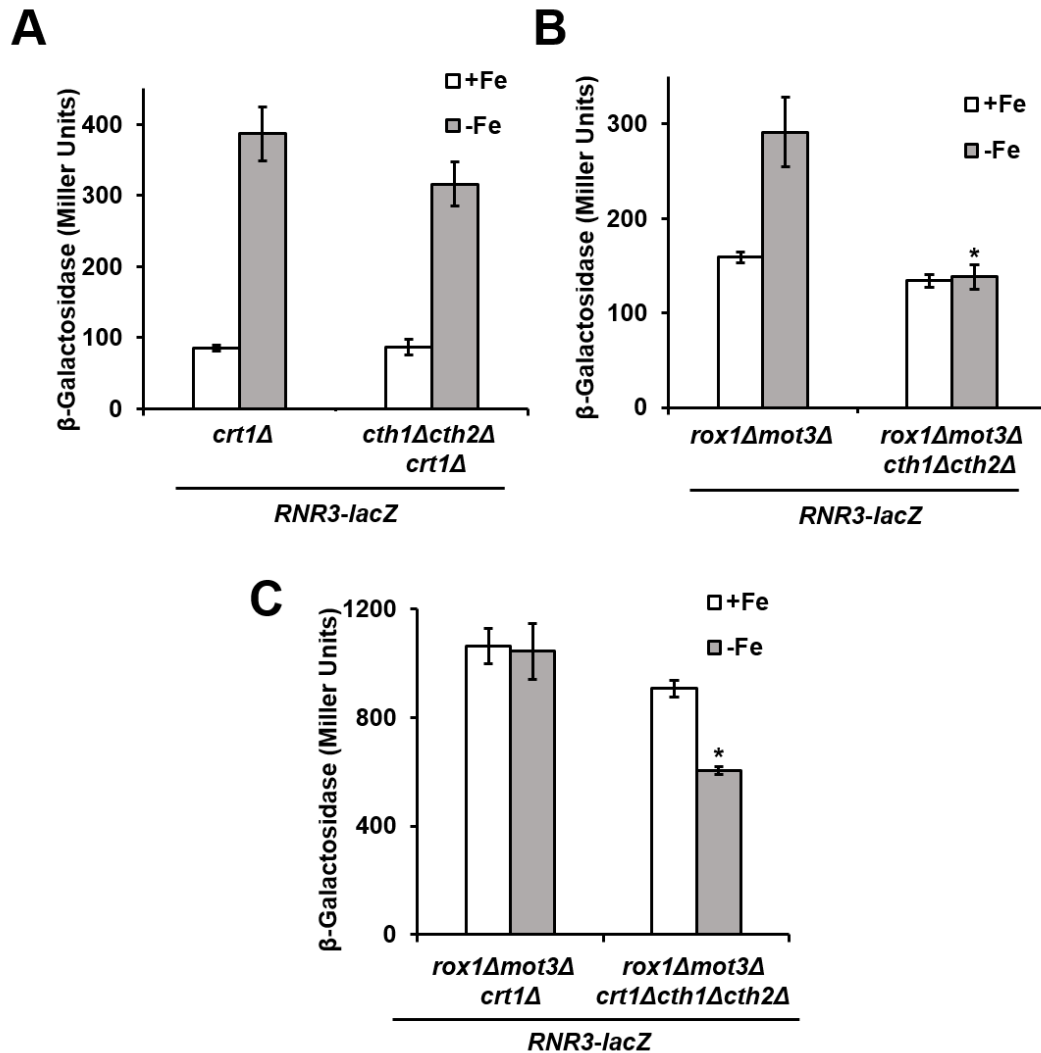 A
β-Galactosidase (Miller Units)
+Fe
-Fe
400
300
200
100
0
crt1Δ
cth1Δcth2Δ
crt1Δ
RNR3-lacZ
B
β-Galactosidase (Miller Units)
+Fe
-Fe
300
200
100
0
*
rox1Δmot3Δ
rox1Δmot3Δ
cth1Δcth2Δ
RNR3-lacZ
C
β-Galactosidase (Miller Units)
+Fe
-Fe
1200
800
400
0
*
rox1Δmot3Δ
crt1Δ
rox1Δmot3Δ
crt1Δcth1Δcth2Δ
RNR3-lacZ